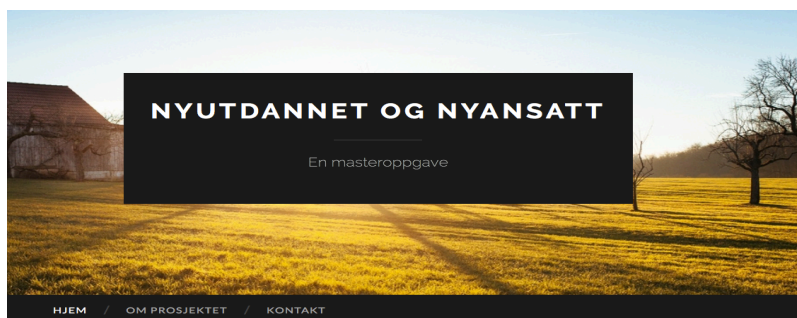 NYUTDANNET OG NYANSATT
En masteroppgave
HJEM / OM PROSJEKTET / KONTAKT